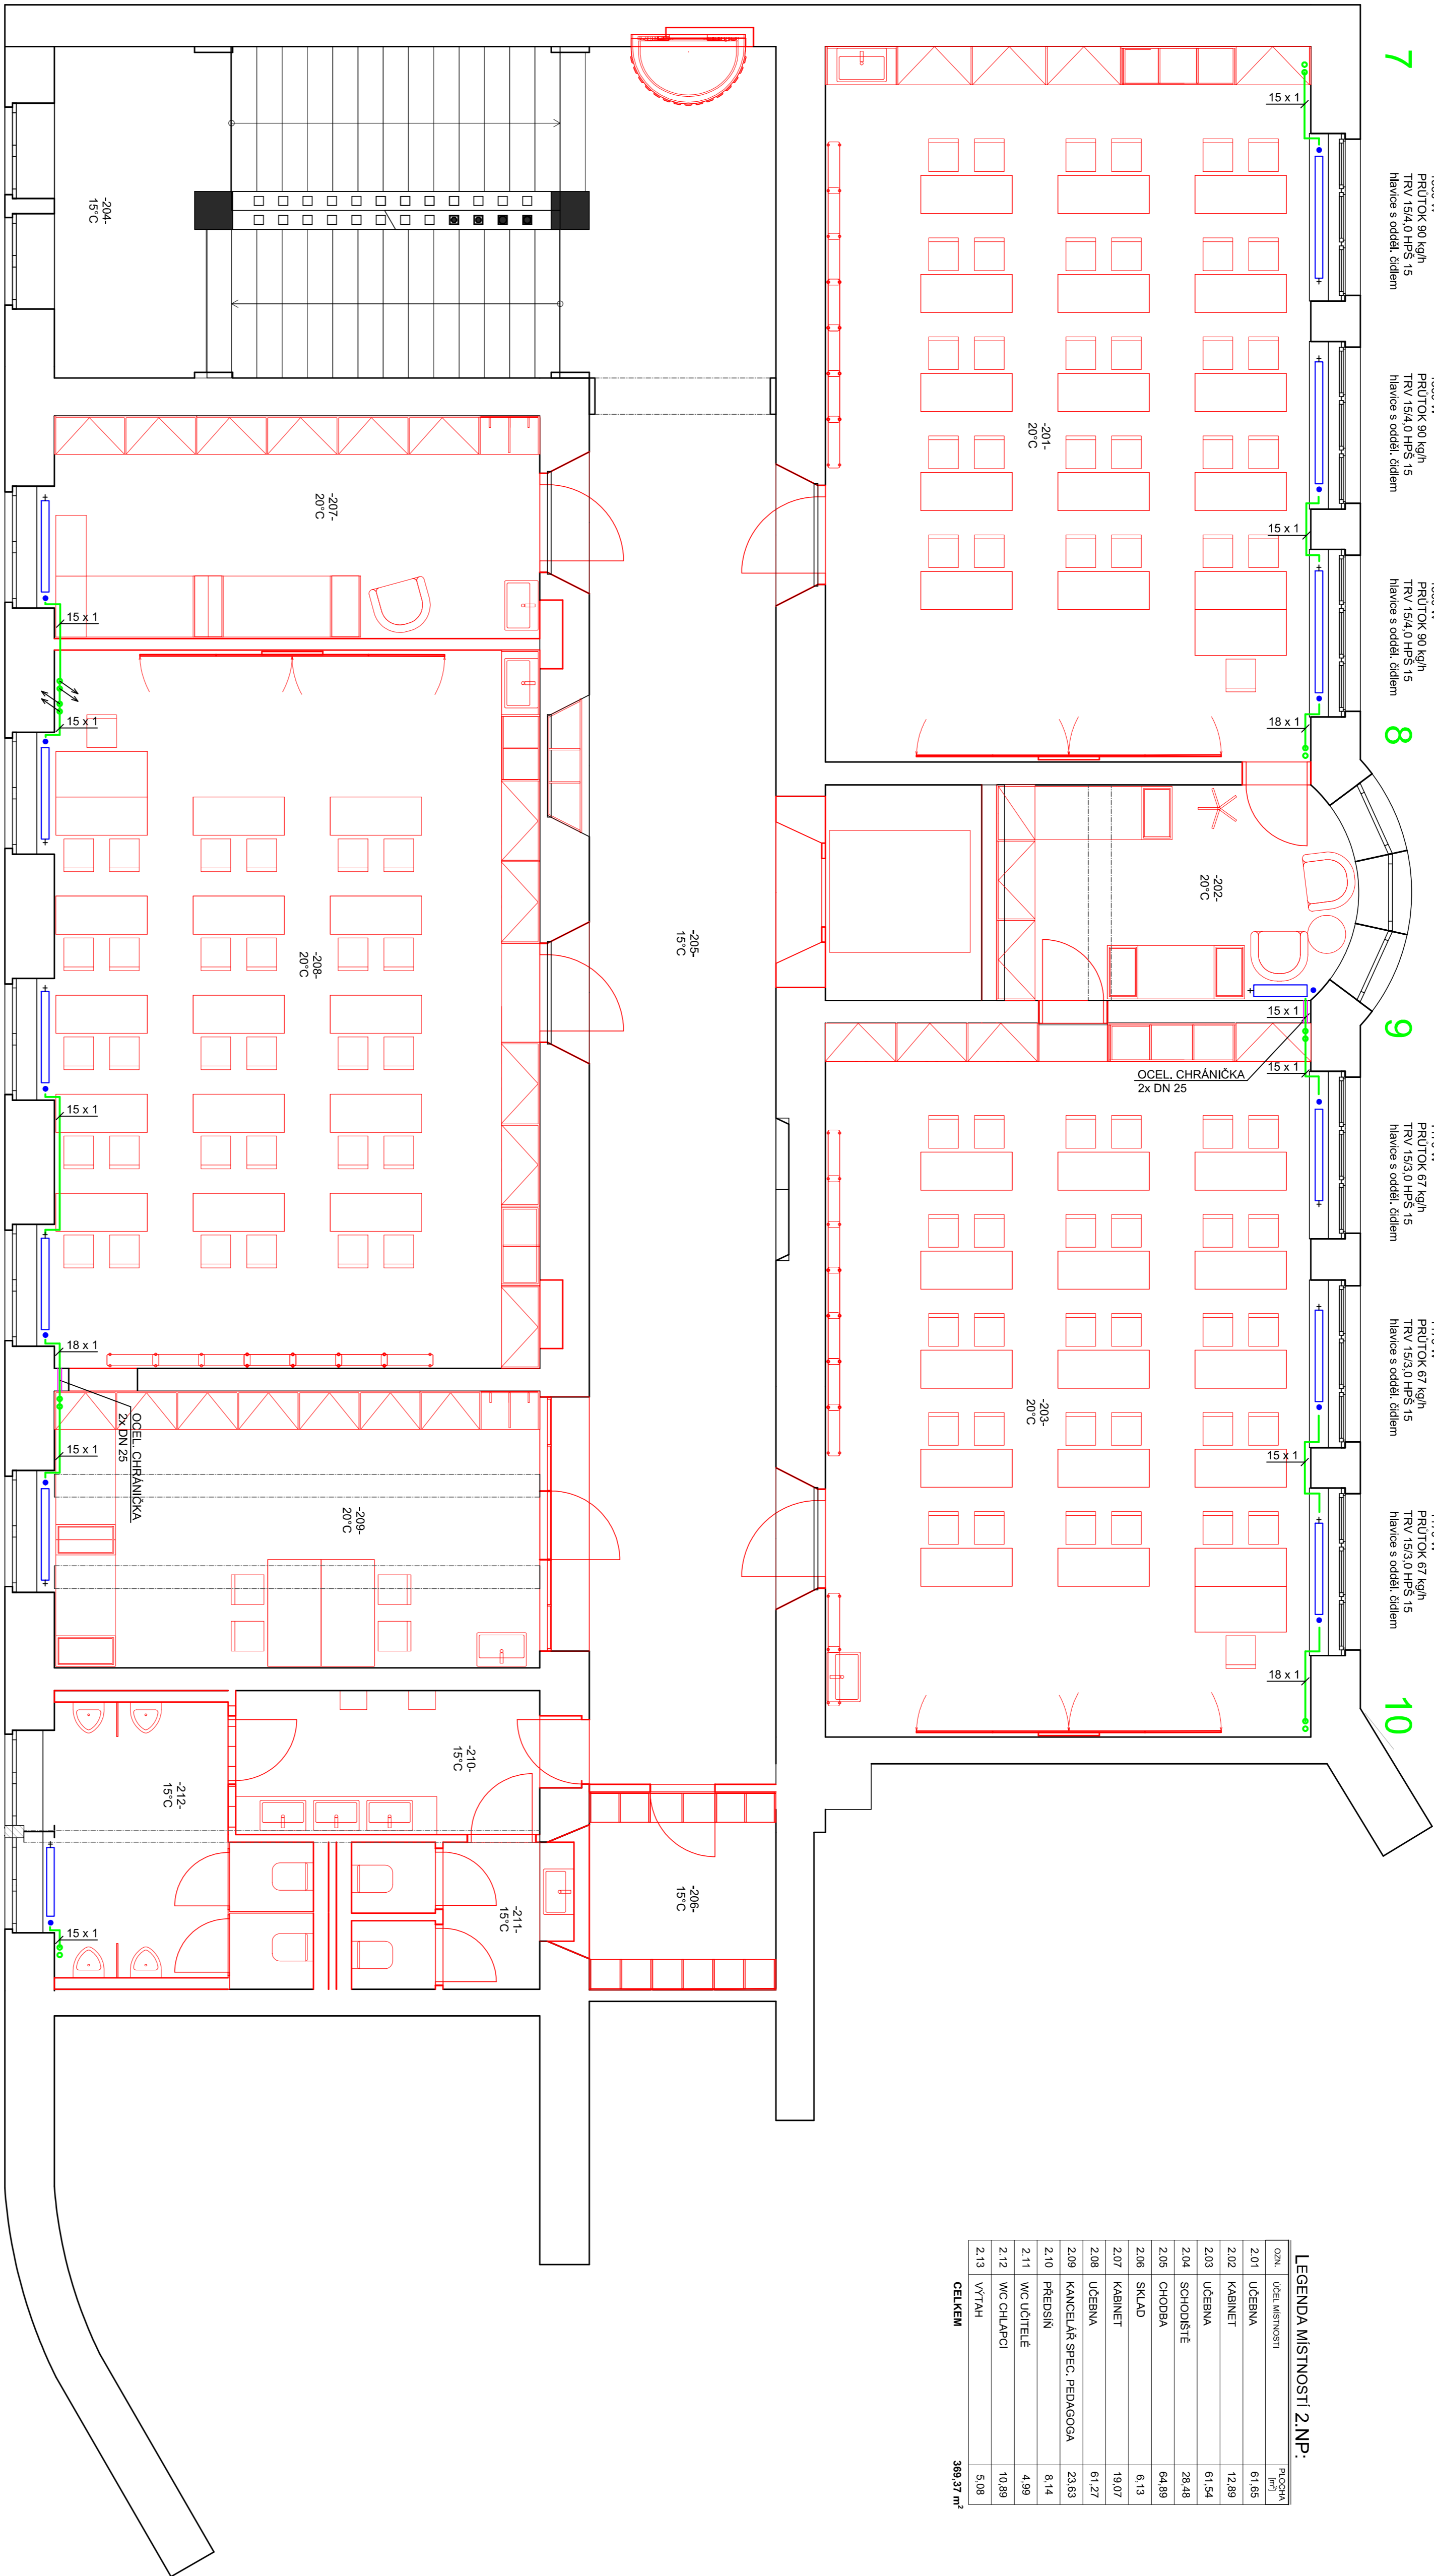 7
PRŮTOK 90 kg/h
TRV 15/4,0 HPŠ 15
hlavice s odděl. čidlem
PRŮTOK 90 kg/h
TRV 15/4,0 HPŠ 15
hlavice s odděl. čidlem
PRŮTOK 90 kg/h
TRV 15/4,0 HPŠ 15
hlavice s odděl. čidlem
8
9
PRŮTOK 67 kg/h
TRV 15/3,0 HPŠ 15
hlavice s odděl. čidlem
PRŮTOK 67 kg/h
TRV 15/3,0 HPŠ 15
hlavice s odděl. čidlem
PRŮTOK 67 kg/h
TRV 15/3,0 HPŠ 15
hlavice s odděl. čidlem
10
15 x 1
15 x 1
18 x 1
15 x 1
15 x 1
15 x 1
18 x 1
OCEL. CHRÁNIČKA
2x DN 25
-201-
20°C
-202-
20°C
-203-
20°C
-204-
15°C
-205-
15°C
-206-
15°C
-207-
20°C
-208-
20°C
-209-
20°C
-210-
15°C
-211-
15°C
-212-
15°C
15 x 1
15 x 1
15 x 1
18 x 1
15 x 1
15 x 1
OCEL. CHRÁNIČKA
2x DN 25
LEGENDA MÍSTNOSTÍ 2.NP:
OZN. ÚČEL MÍSTNOSTI PLOCHA [m²]
2.01 UČEBNA 61,65
2.02 KABINET 12,89
2.03 UČEBNA 61,54
2.04 SCHODIŠTĚ 28,48
2.05 CHODBA 64,89
2.06 SKLAD 6,13
2.07 KABINET 19,07
2.08 UČEBNA 61,27
2.09 KANCELÁŘ SPEC. PEDAGOGA 23,63
2.10 PŘEDSÍŇ 8,14
2.11 WC UČITELÉ 4,99
2.12 WC CHLAPCI 10,89
2.13 VÝTAH 5,08
CELKEM 369,37 m²